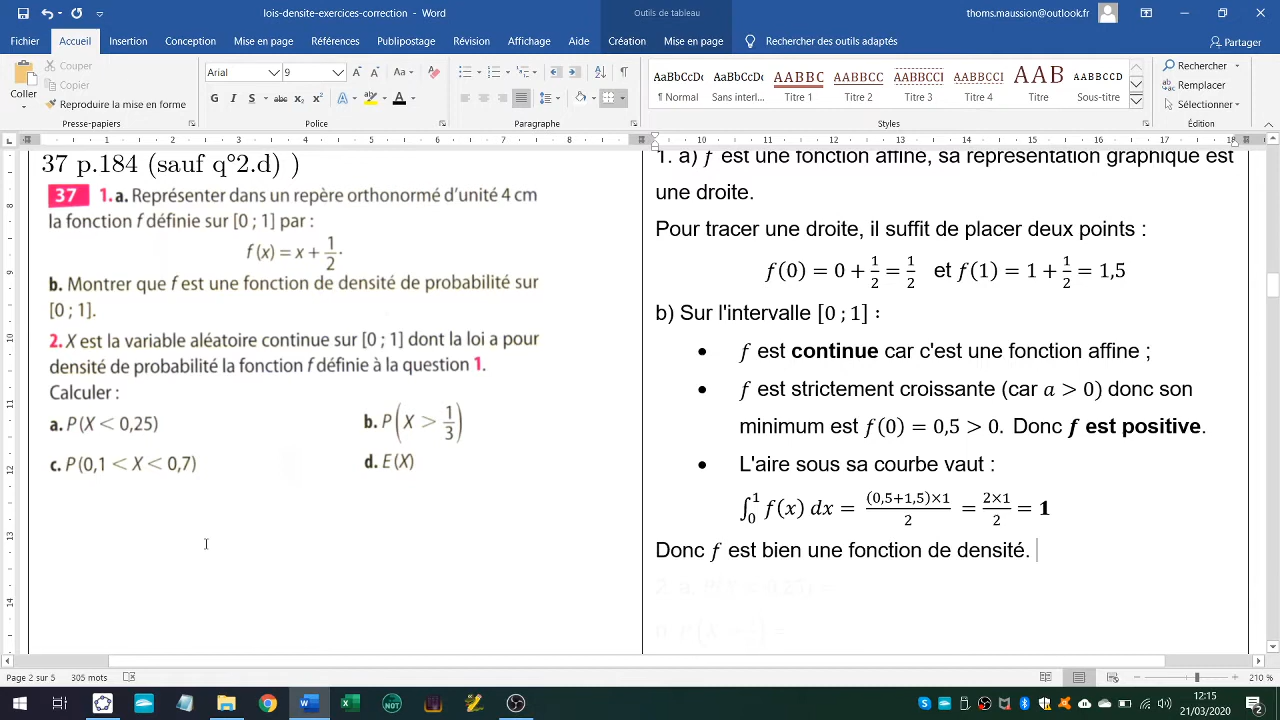 lois-densite-exercices-orthonorm - Word
Outils de tableau
thoms.maussion@outlook.fr
Fichier Accueil Insertion Conception Mise en page Références Publipostage Révision Affichage Aide Création Mise en page Rechercher des outils adaptés Partager
Coller
Couper
Copier
Reproduire la mise en forme
Presse-papiers
Arial 9
G I S abc x₂ x²
Police
Paragraphe
AaBbCcDc AaBbCcDc AABBC AABBCCD AABBCCI AABBCCD AAB AABBCCD
¶ Normal Sans interl... Titre 1 Titre 2 Titre 3 Titre 4 Titre Sous-titre
Styles
Rechercher
Remplacer
Sélectionner
Édition
37 p.184 (sauf q°2.d) )
37 1.a. Représenter dans un repère orthonormé d'unité 4 cm
la fonction f définie sur [0 ; 1] par :
f(x) = x + 1/2.
b. Montrer que f est une fonction de densité de probabilité sur
[0 ; 1].
2. X est la variable aléatoire continue sur [0 ; 1] dont la loi a pour
densité de probabilité la fonction f définie à la question 1.
Calculer :
a. P(X < 0,25) b. P(X > 1/3)
c. P(0,1 < X < 0,7) d. E(X)
1. a) f est une fonction affine, sa représentation graphique est
une droite.
Pour tracer une droite, il suffit de placer deux points :
f(0) = 0 + 1/2 = 1/2 et f(1) = 1 + 1/2 = 1,5
b) Sur l'intervalle [0 ; 1] :
• f est continue car c'est une fonction affine ;
• f est strictement croissante (car a > 0) donc son
minimum est f(0) = 0,5 > 0. Donc f est positive.
• L'aire sous sa courbe vaut :
∫₀¹ f(x) dx = (0,5+1,5)×1/2 = 2×1/2 = 1
Donc f est bien une fonction de densité.
Page 2 sur 5 305 mots 210 %
12:15
21/03/2020